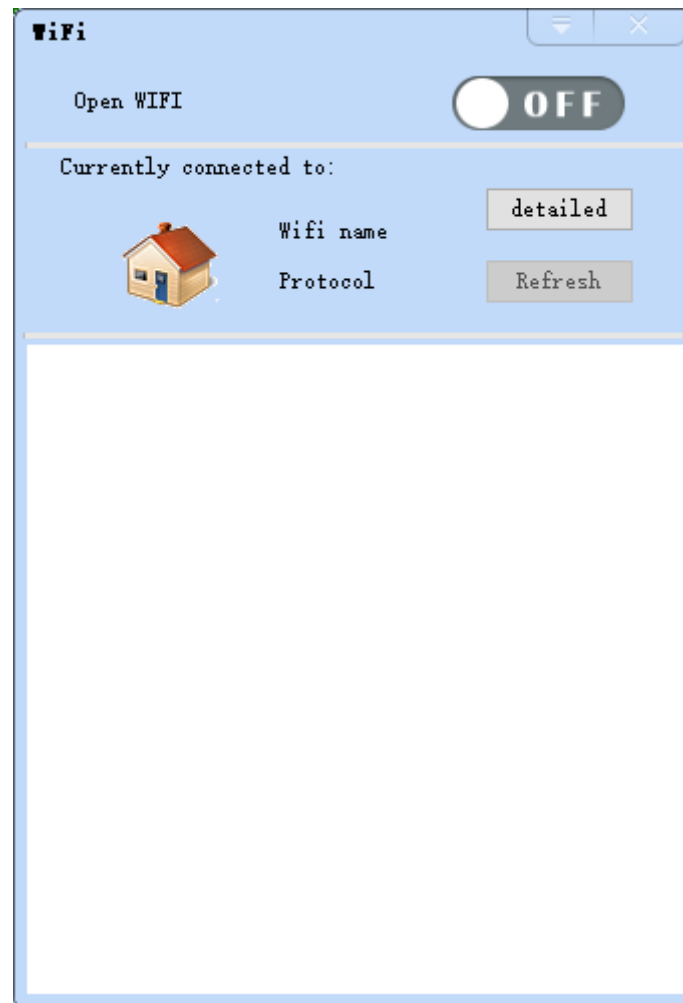 WiFi
Open WIFI
OFF
Currently connected to:
detailed
Wifi name
Protocol
Refresh